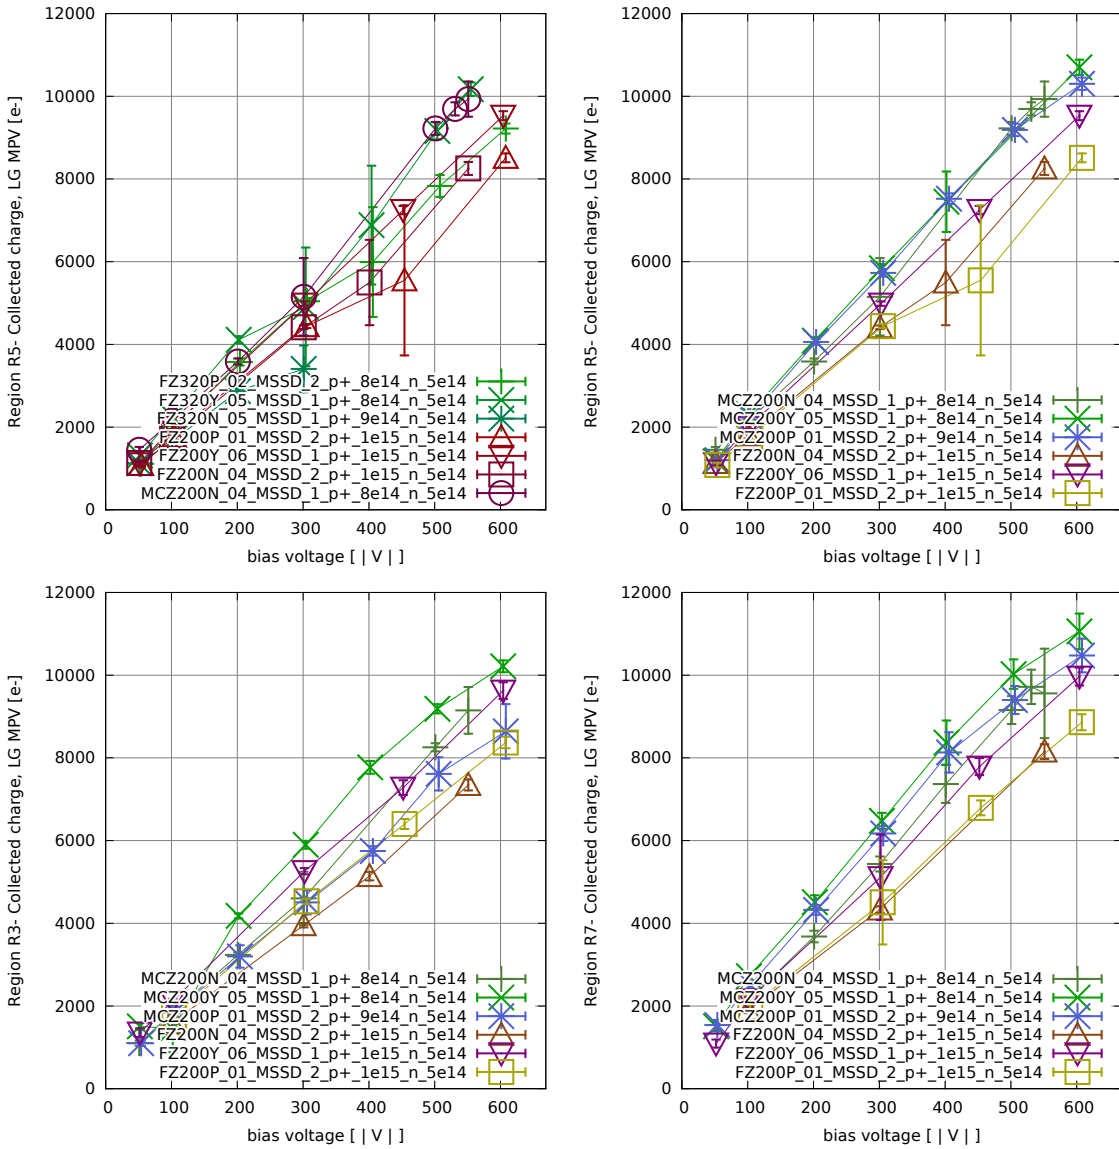 12000
10000
8000
6000
4000
2000
0
0 100 200 300 400 500 600
Region R5- Collected charge, LG MPV [e-]
bias voltage [ | V | ]
FZ320P_02_MSSD_2_p+_8e14_n_5e14
FZ320Y_05_MSSD_1_p+_8e14_n_5e14
FZ320N_05_MSSD_1_p+_9e14_n_5e14
FZ200P_01_MSSD_2_p+_1e15_n_5e14
FZ200Y_06_MSSD_1_p+_1e15_n_5e14
FZ200N_04_MSSD_2_p+_1e15_n_5e14
MCZ200N_04_MSSD_1_p+_8e14_n_5e14
12000
10000
8000
6000
4000
2000
0
0 100 200 300 400 500 600
Region R5- Collected charge, LG MPV [e-]
bias voltage [ | V | ]
MCZ200N_04_MSSD_1_p+_8e14_n_5e14
MCZ200Y_05_MSSD_1_p+_8e14_n_5e14
MCZ200P_01_MSSD_2_p+_9e14_n_5e14
FZ200N_04_MSSD_2_p+_1e15_n_5e14
FZ200Y_06_MSSD_1_p+_1e15_n_5e14
FZ200P_01_MSSD_2_p+_1e15_n_5e14
12000
10000
8000
6000
4000
2000
0
0 100 200 300 400 500 600
Region R3- Collected charge, LG MPV [e-]
bias voltage [ | V | ]
MCZ200N_04_MSSD_1_p+_8e14_n_5e14
MCZ200Y_05_MSSD_1_p+_8e14_n_5e14
MCZ200P_01_MSSD_2_p+_9e14_n_5e14
FZ200N_04_MSSD_2_p+_1e15_n_5e14
FZ200Y_06_MSSD_1_p+_1e15_n_5e14
FZ200P_01_MSSD_2_p+_1e15_n_5e14
12000
10000
8000
6000
4000
2000
0
0 100 200 300 400 500 600
Region R7- Collected charge, LG MPV [e-]
bias voltage [ | V | ]
MCZ200N_04_MSSD_1_p+_8e14_n_5e14
MCZ200Y_05_MSSD_1_p+_8e14_n_5e14
MCZ200P_01_MSSD_2_p+_9e14_n_5e14
FZ200N_04_MSSD_2_p+_1e15_n_5e14
FZ200Y_06_MSSD_1_p+_1e15_n_5e14
FZ200P_01_MSSD_2_p+_1e15_n_5e14